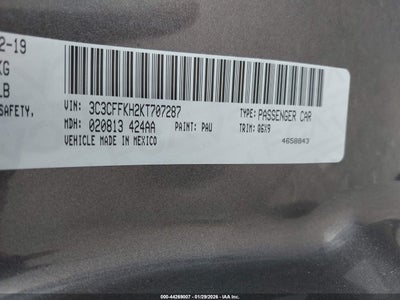 2-19
KG
LB
SAFETY,
VIN: 3C3CFFKH2KT707287
TYPE: PASSENGER CAR
MDH: 020813 424AA
PAINT: PAU
TRIM: O6X9
VEHICLE MADE IN MEXICO
4658843
000-44269007 - 01/29/2026 - IAA, Inc.